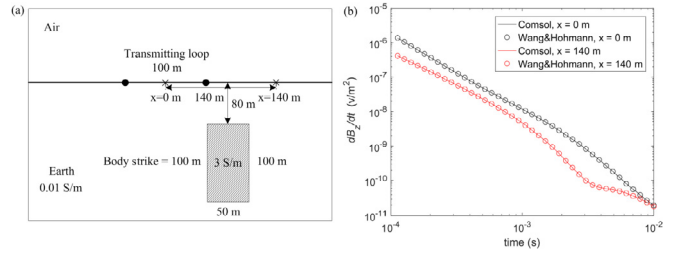 (a)
Air
Transmitting loop
100 m
x=0 m
140 m
x=140 m
80 m
Earth
0.01 S/m
Body strike = 100 m
3 S/m
100 m
50 m
(b)
10^-5
10^-6
10^-7
10^-8
10^-9
10^-10
10^-11
dB_z/dt (v/m²)
Comsol, x = 0 m
Wang&Hohmann, x = 0 m
Comsol, x = 140 m
Wang&Hohmann, x = 140 m
10^-4
10^-3
10^-2
time (s)